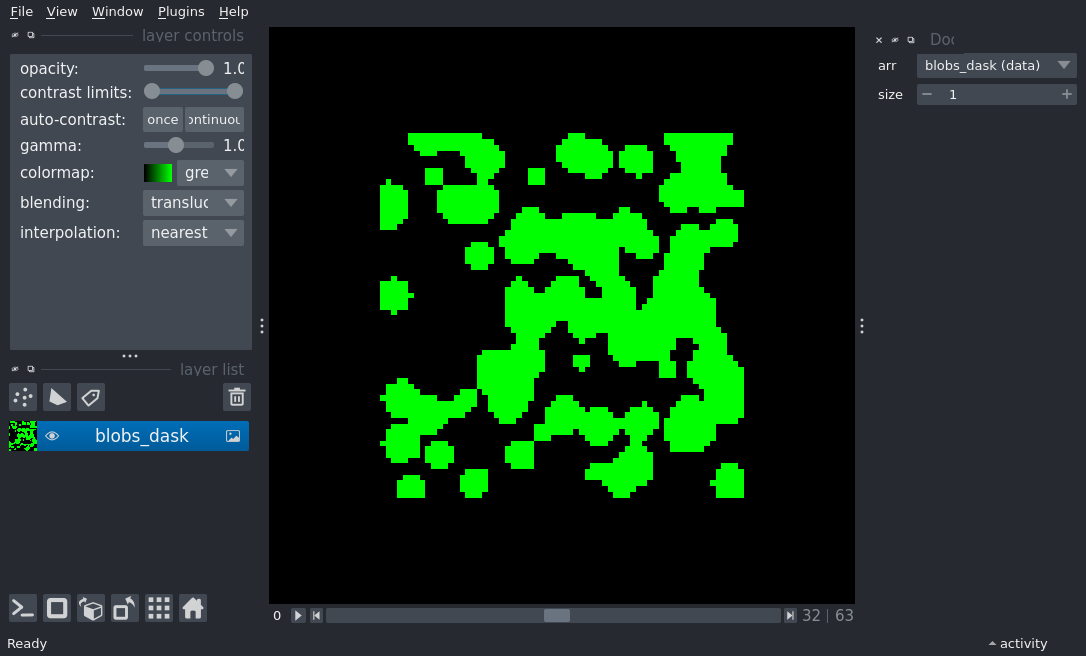 File View Window Plugins Help
layer controls
opacity: 1.0
contrast limits:
auto-contrast: once ontinuou
gamma: 1.0
colormap: gre
blending: transluc
interpolation: nearest
layer list
blobs_dask
0 32 | 63
Ready
Doc
arr blobs_dask (data)
size 1
activity